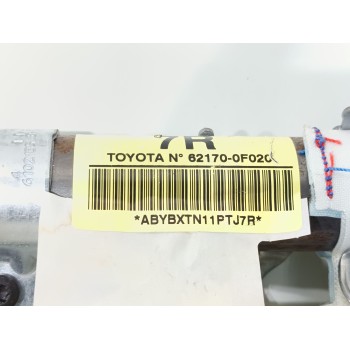 7R
TOYOTA N° 62170-0F020
*ABYBXTN11PTJ7R*